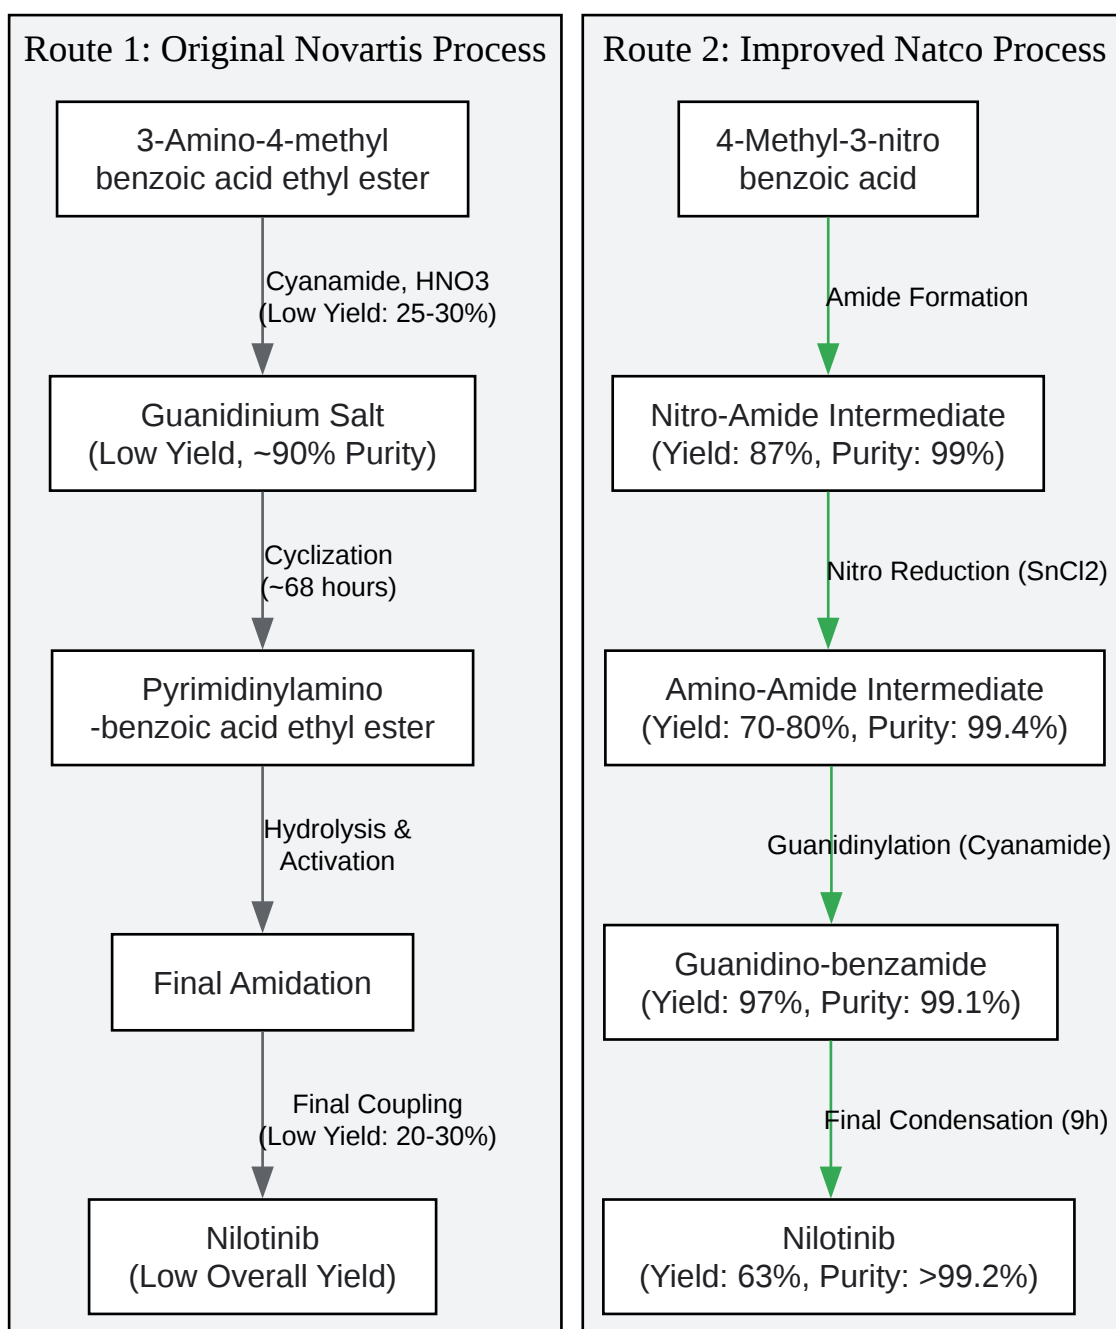 Route 1: Original Novartis Process
3-Amino-4-methyl
benzoic acid ethyl ester
Cyanamide, HNO3
(Low Yield: 25-30%)
Guanidinium Salt
(Low Yield, ~90% Purity)
Cyclization
(~68 hours)
Pyrimidinylamino
-benzoic acid ethyl ester
Hydrolysis &
Activation
Final Amidation
Final Coupling
(Low Yield: 20-30%)
Nilotinib
(Low Overall Yield)
Route 2: Improved Natco Process
4-Methyl-3-nitro
benzoic acid
Amide Formation
Nitro-Amide Intermediate
(Yield: 87%, Purity: 99%)
Nitro Reduction (SnCl2)
Amino-Amide Intermediate
(Yield: 70-80%, Purity: 99.4%)
Guanidinylation (Cyanamide)
Guanidino-benzamide
(Yield: 97%, Purity: 99.1%)
Final Condensation (9h)
Nilotinib
(Yield: 63%, Purity: >99.2%)